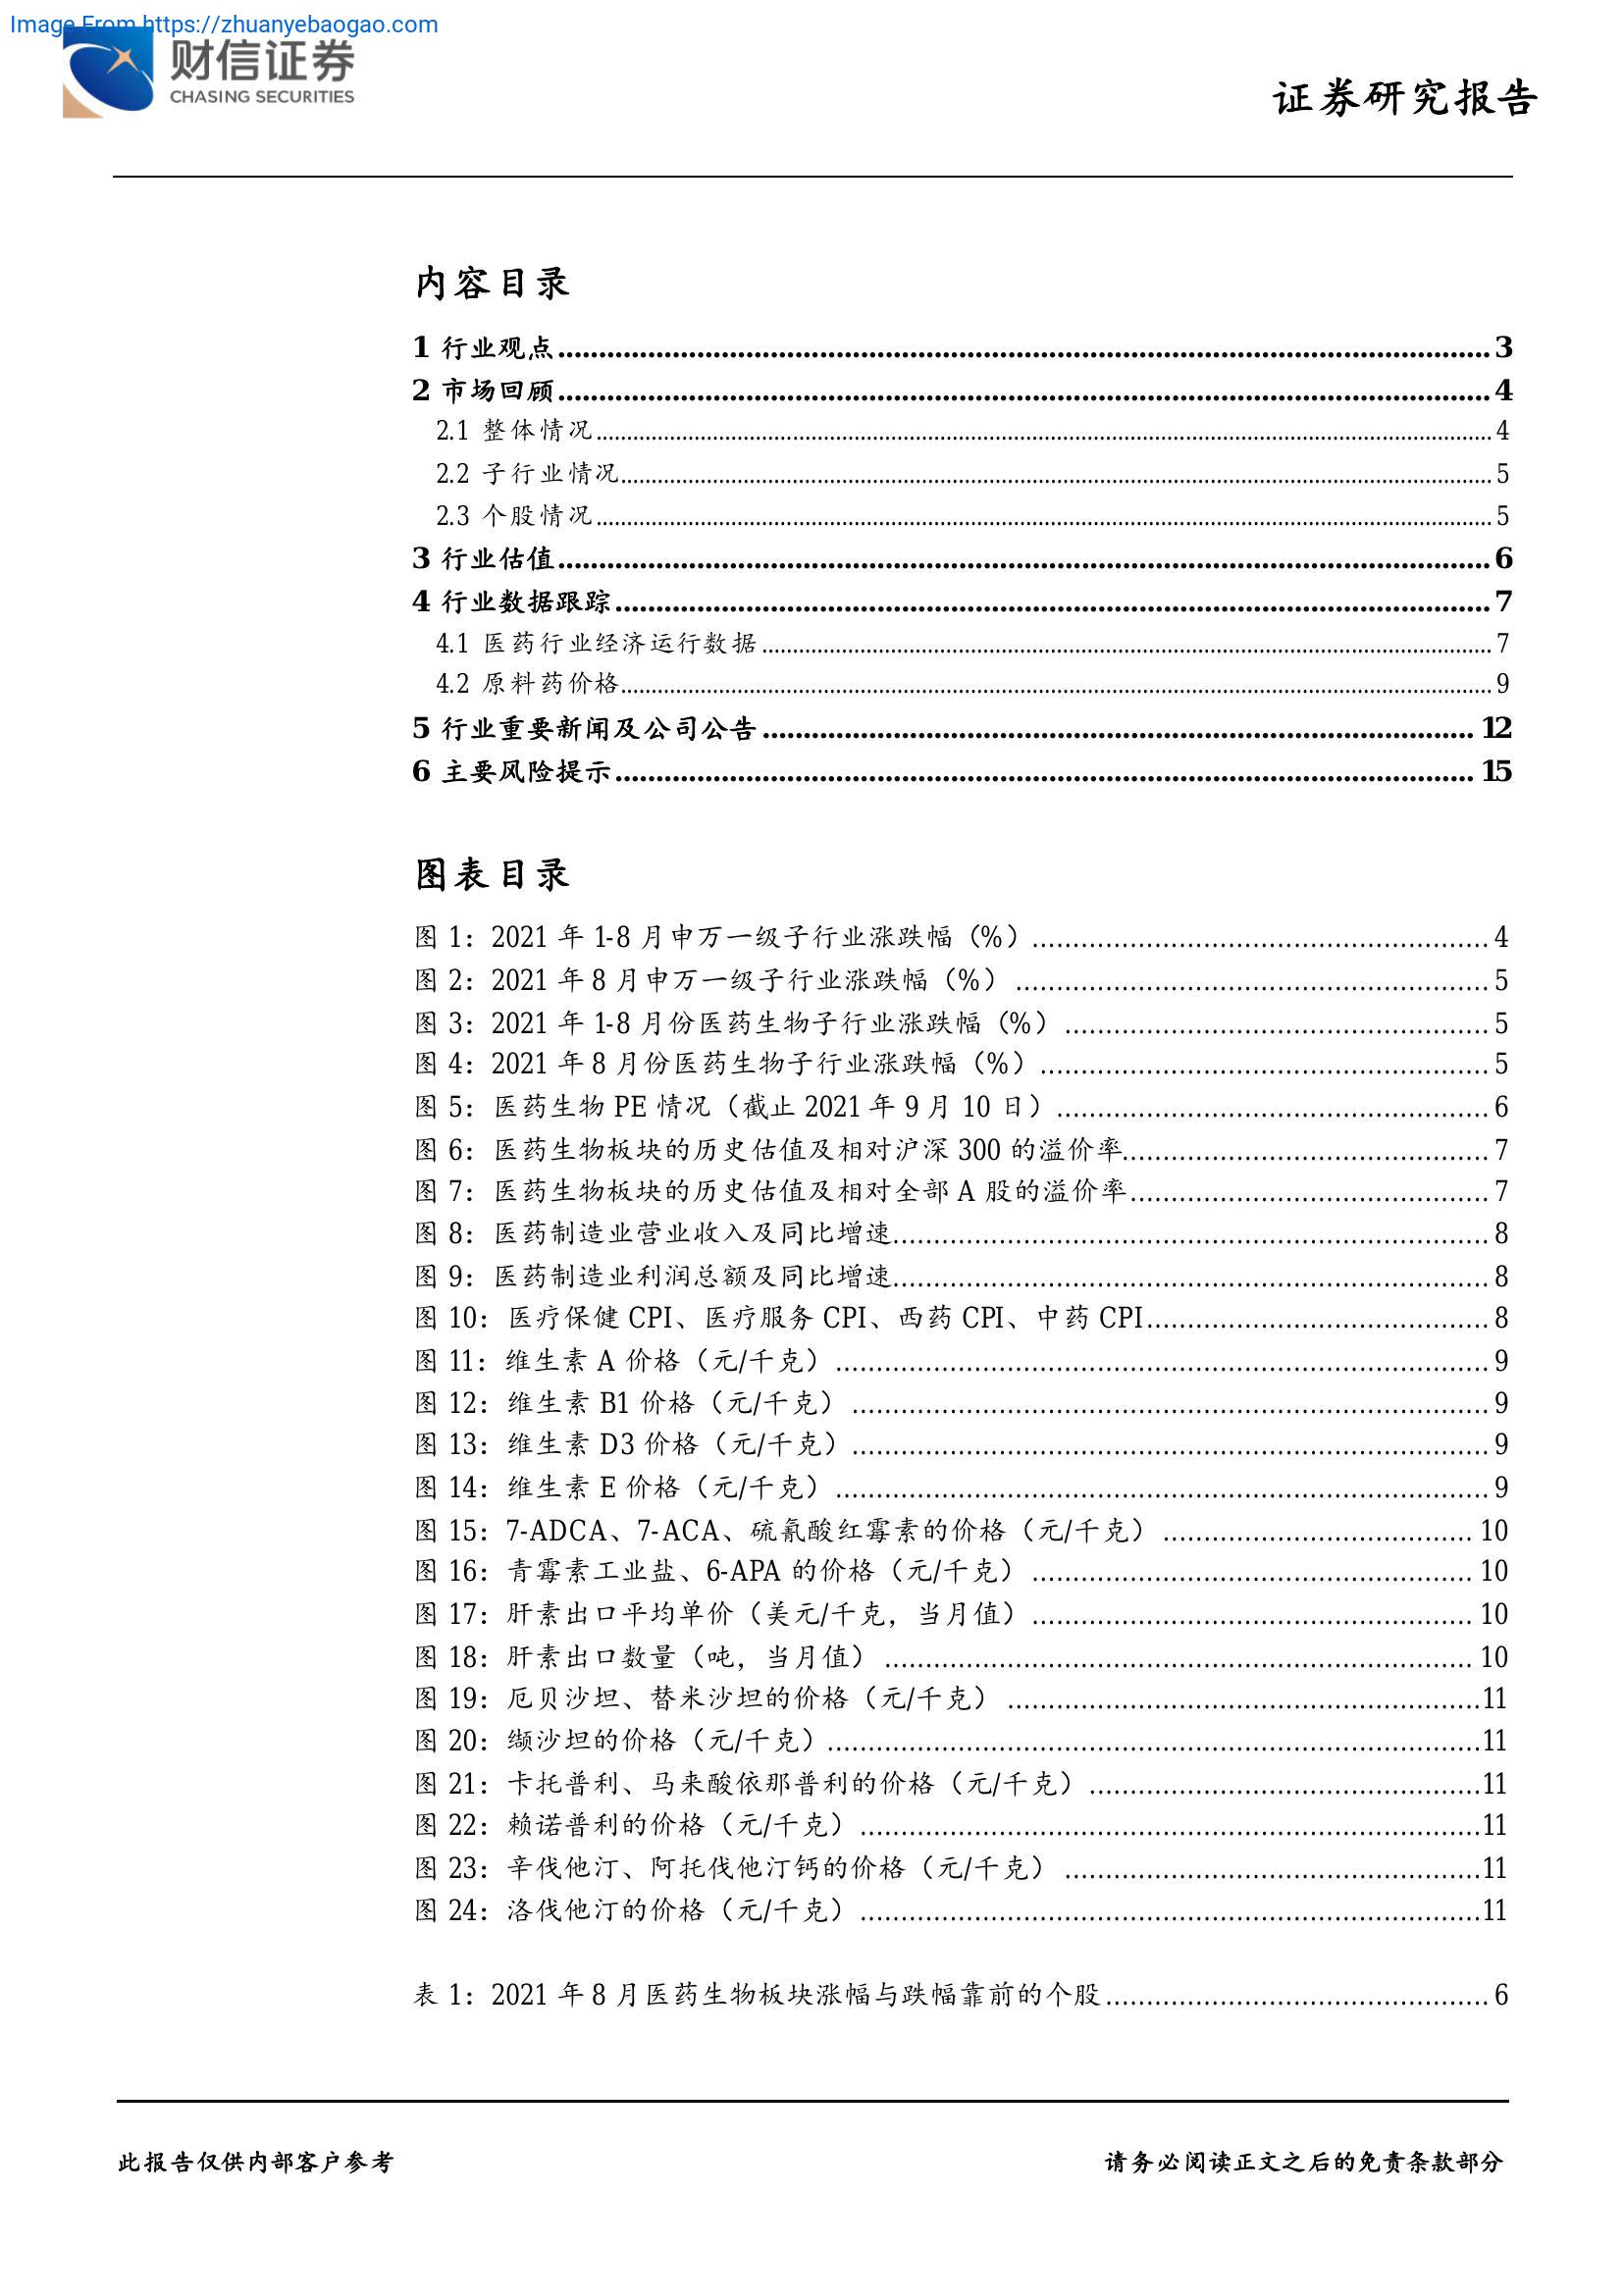 Image From https://zhuanyebaogao.com
财信证券
CHASING SECURITIES
证券研究报告
内容目录
1 行业观点........................................3
2 市场回顾........................................4
2.1 整体情况........................................4
2.2 子行业情况........................................5
2.3 个股情况........................................5
3 行业估值........................................6
4 行业数据跟踪........................................7
4.1 医药行业经济运行数据........................................7
4.2 原料药价格........................................9
5 行业重要新闻及公司公告........................................12
6 主要风险提示........................................15
图表目录
图 1：2021 年 1-8 月申万一级子行业涨跌幅（%）........................................4
图 2：2021 年 8 月申万一级子行业涨跌幅（%）........................................5
图 3：2021 年 1-8 月份医药生物子行业涨跌幅（%）........................................5
图 4：2021 年 8 月份医药生物子行业涨跌幅（%）........................................5
图 5：医药生物 PE 情况（截止 2021 年 9 月 10 日）........................................6
图 6：医药生物板块的历史估值及相对沪深 300 的溢价率........................................7
图 7：医药生物板块的历史估值及相对全部 A 股的溢价率........................................7
图 8：医药制造业营业收入及同比增速........................................8
图 9：医药制造业利润总额及同比增速........................................8
图 10：医疗保健 CPI、医疗服务 CPI、西药 CPI、中药 CPI........................................8
图 11：维生素 A 价格（元/千克）........................................9
图 12：维生素 B1 价格（元/千克）........................................9
图 13：维生素 D3 价格（元/千克）........................................9
图 14：维生素 E 价格（元/千克）........................................9
图 15：7-ADCA、7-ACA、硫氰酸红霉素的价格（元/千克）........................................10
图 16：青霉素工业盐、6-APA 的价格（元/千克）........................................10
图 17：肝素出口平均单价（美元/千克，当月值）........................................10
图 18：肝素出口数量（吨，当月值）........................................10
图 19：厄贝沙坦、替米沙坦的价格（元/千克）........................................11
图 20：缬沙坦的价格（元/千克）........................................11
图 21：卡托普利、马来酸依那普利的价格（元/千克）........................................11
图 22：赖诺普利的价格（元/千克）........................................11
图 23：辛伐他汀、阿托伐他汀钙的价格（元/千克）........................................11
图 24：洛伐他汀的价格（元/千克）........................................11
表 1：2021 年 8 月医药生物板块涨幅与跌幅靠前的个股........................................6
此报告仅供内部客户参考
请务必阅读正文之后的免责条款部分